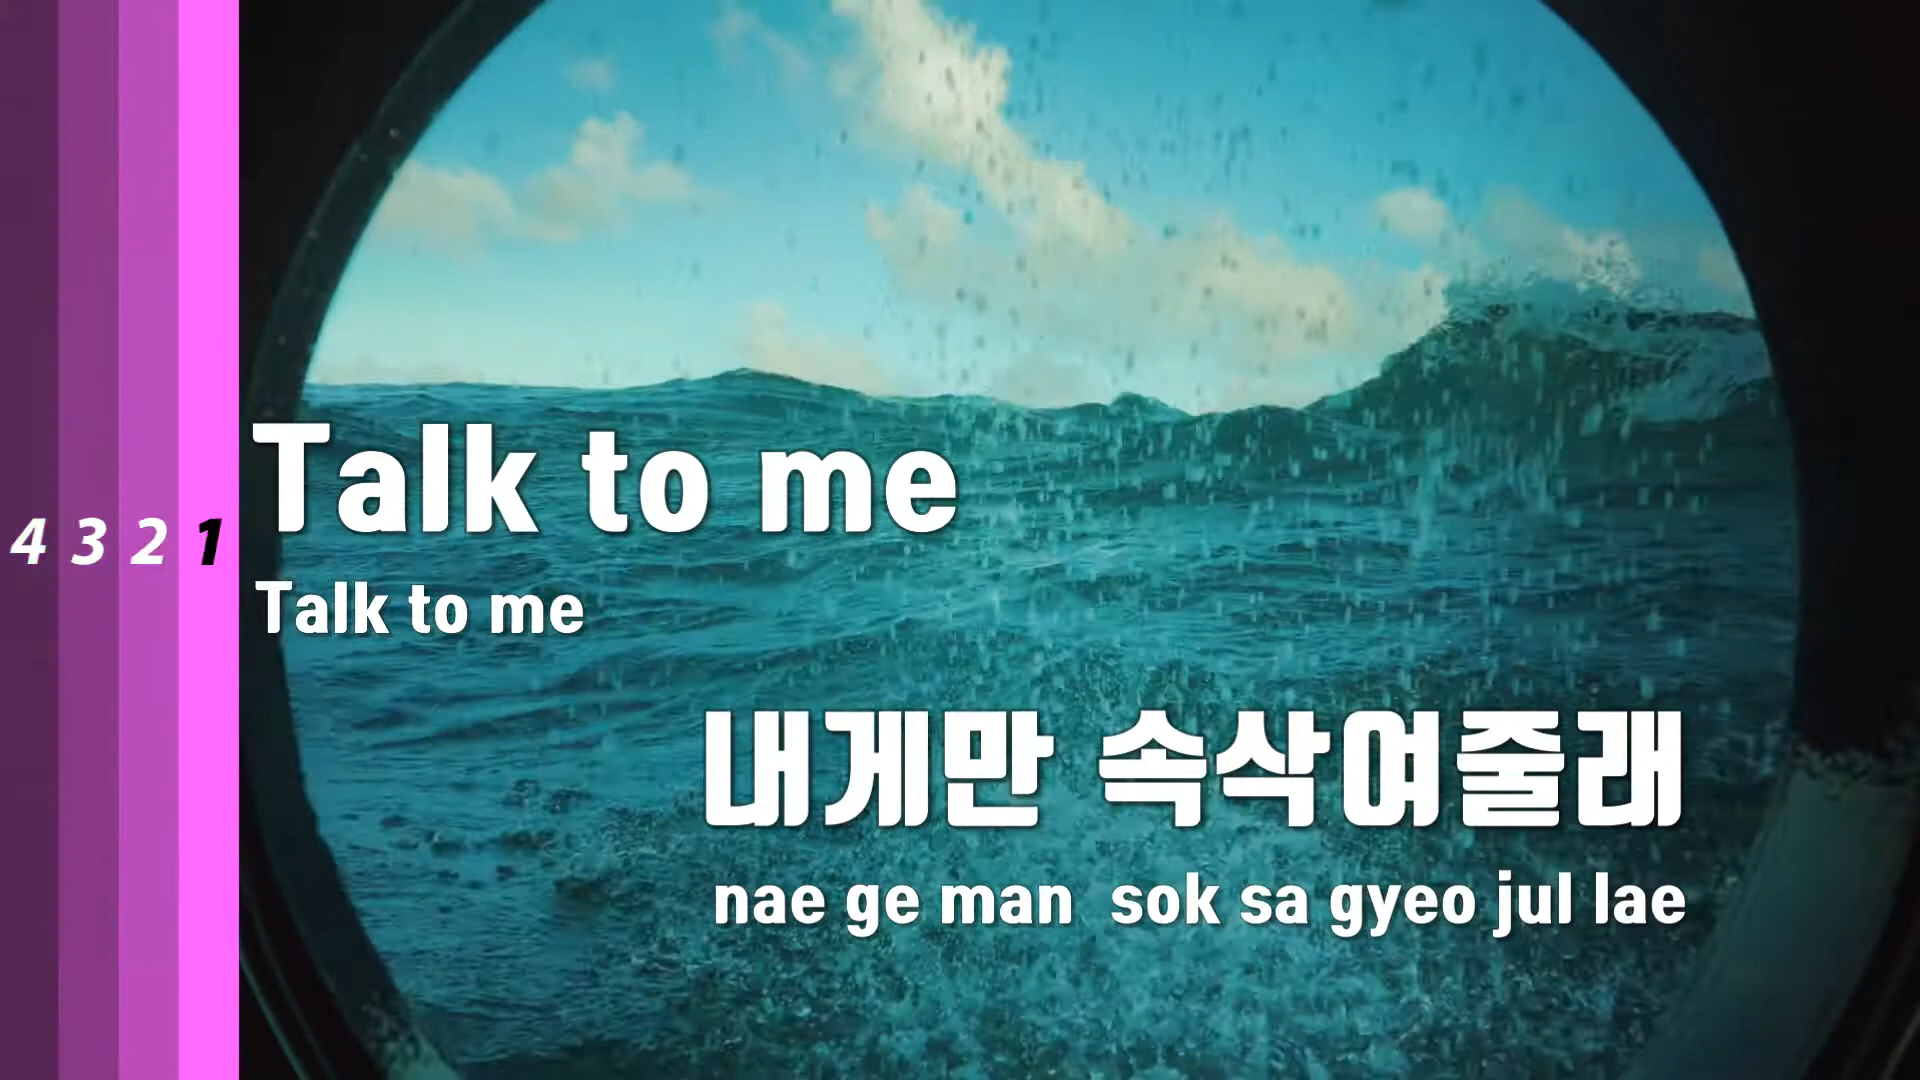 4 3 2 1
Talk to me
Talk to me
내게만 속삭여줄래
nae ge man sok sa gyeo jul lae